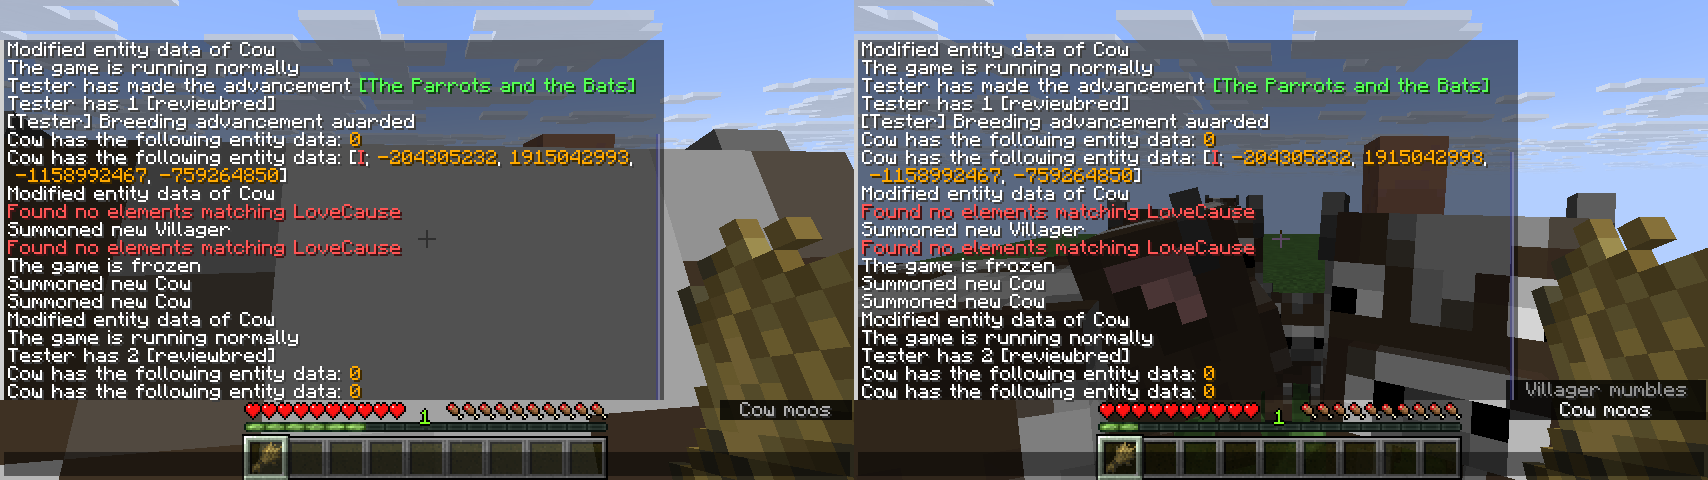 Modified entity data of Cow
The game is running normally
Tester has made the advancement [The Parrots and the Bats]
Tester has 1 [reviewbred]
[Tester] Breeding advancement awarded
Cow has the following entity data: 0
Cow has the following entity data: [I; -204305232, 1915042993,
-1158992467, -759264850]
Modified entity data of Cow
Found no elements matching LoveCause
Summoned new Villager
Found no elements matching LoveCause
The game is frozen
Summoned new Cow
Summoned new Cow
Modified entity data of Cow
The game is running normally
Tester has 2 [reviewbred]
Cow has the following entity data: 0
Cow has the following entity data: 0
1
Cow moos
Modified entity data of Cow
The game is running normally
Tester has made the advancement [The Parrots and the Bats]
Tester has 1 [reviewbred]
[Tester] Breeding advancement awarded
Cow has the following entity data: 0
Cow has the following entity data: [I; -204305232, 1915042993,
-1158992467, -759264850]
Modified entity data of Cow
Found no elements matching LoveCause
Summoned new Villager
Found no elements matching LoveCause
The game is frozen
Summoned new Cow
Summoned new Cow
Modified entity data of Cow
The game is running normally
Tester has 2 [reviewbred]
Cow has the following entity data: 0
Cow has the following entity data: 0
Villager mumbles
1
Cow moos